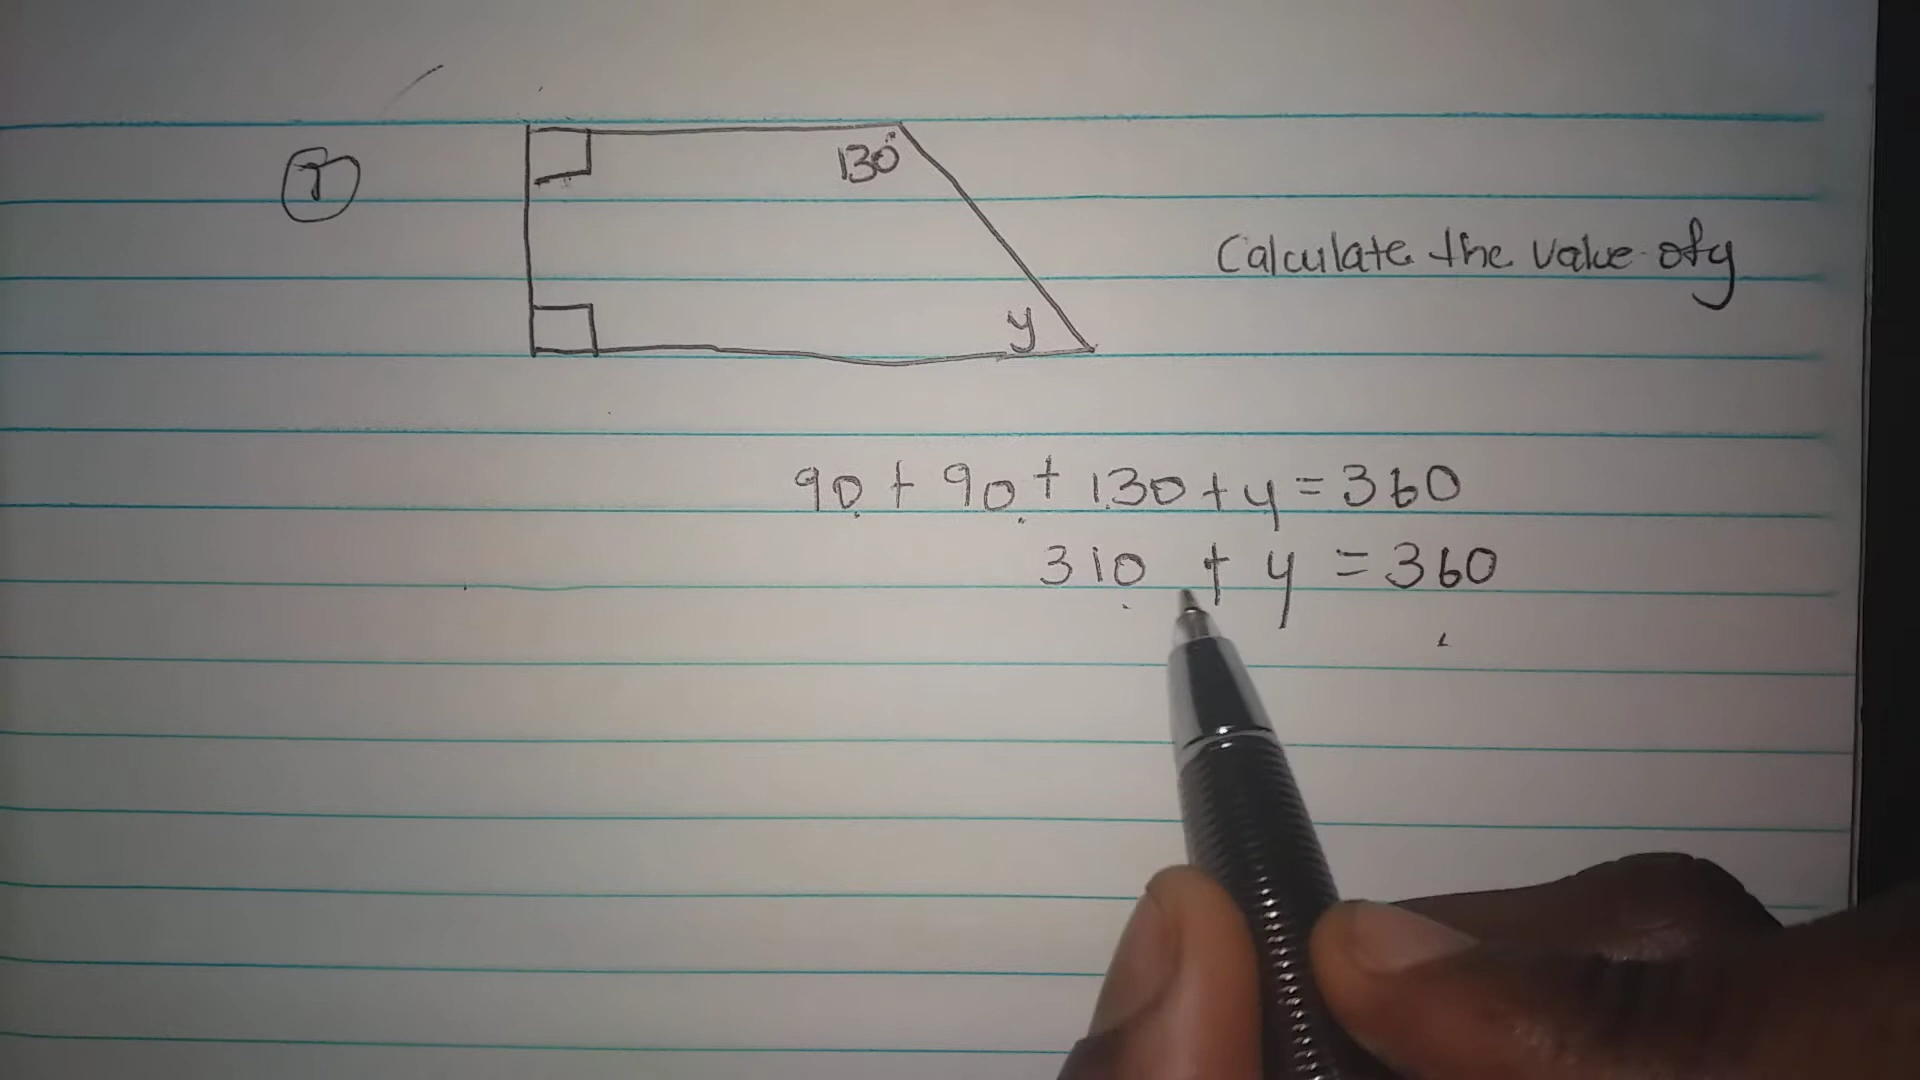 130°
Calculate the value of y
y
90 + 90 + 130 + y = 360
310 + y = 360